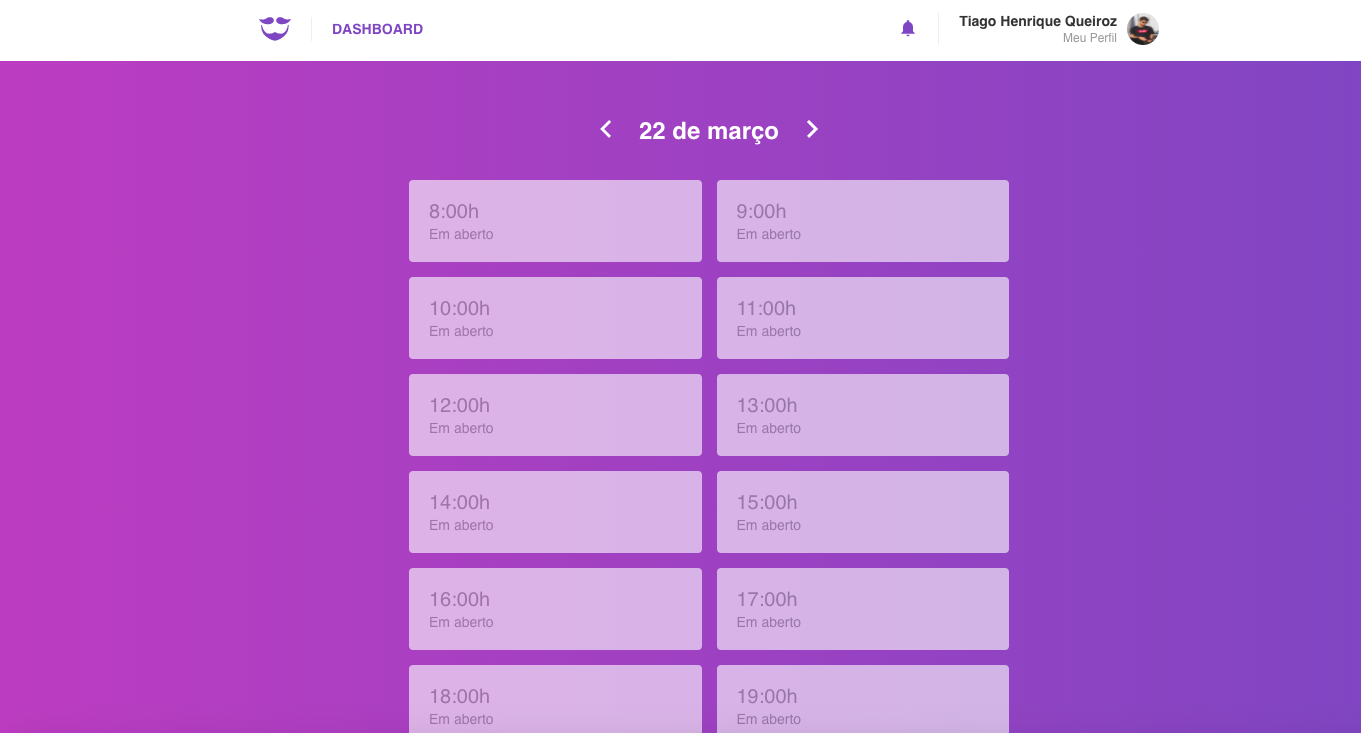 DASHBOARD
Tiago Henrique Queiroz
Meu Perfil
22 de março
8:00h
Em aberto
9:00h
Em aberto
10:00h
Em aberto
11:00h
Em aberto
12:00h
Em aberto
13:00h
Em aberto
14:00h
Em aberto
15:00h
Em aberto
16:00h
Em aberto
17:00h
Em aberto
18:00h
Em aberto
19:00h
Em aberto